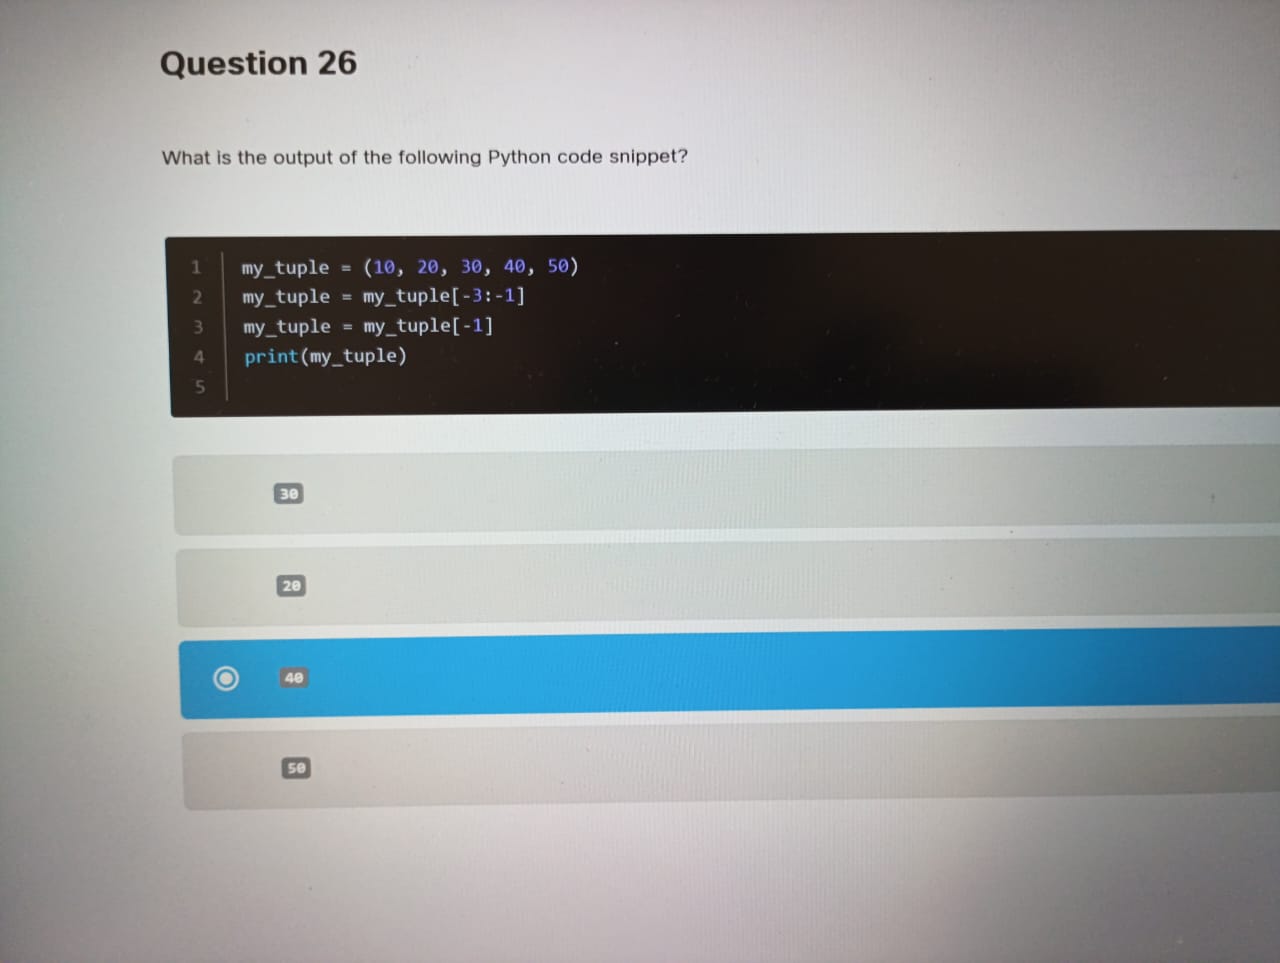 Question 26
What is the output of the following Python code snippet?
1 my_tuple = (10, 20, 30, 40, 50)
2 my_tuple = my_tuple[-3:-1]
3 my_tuple = my_tuple[-1]
4 print(my_tuple)
5
30
20
40
50